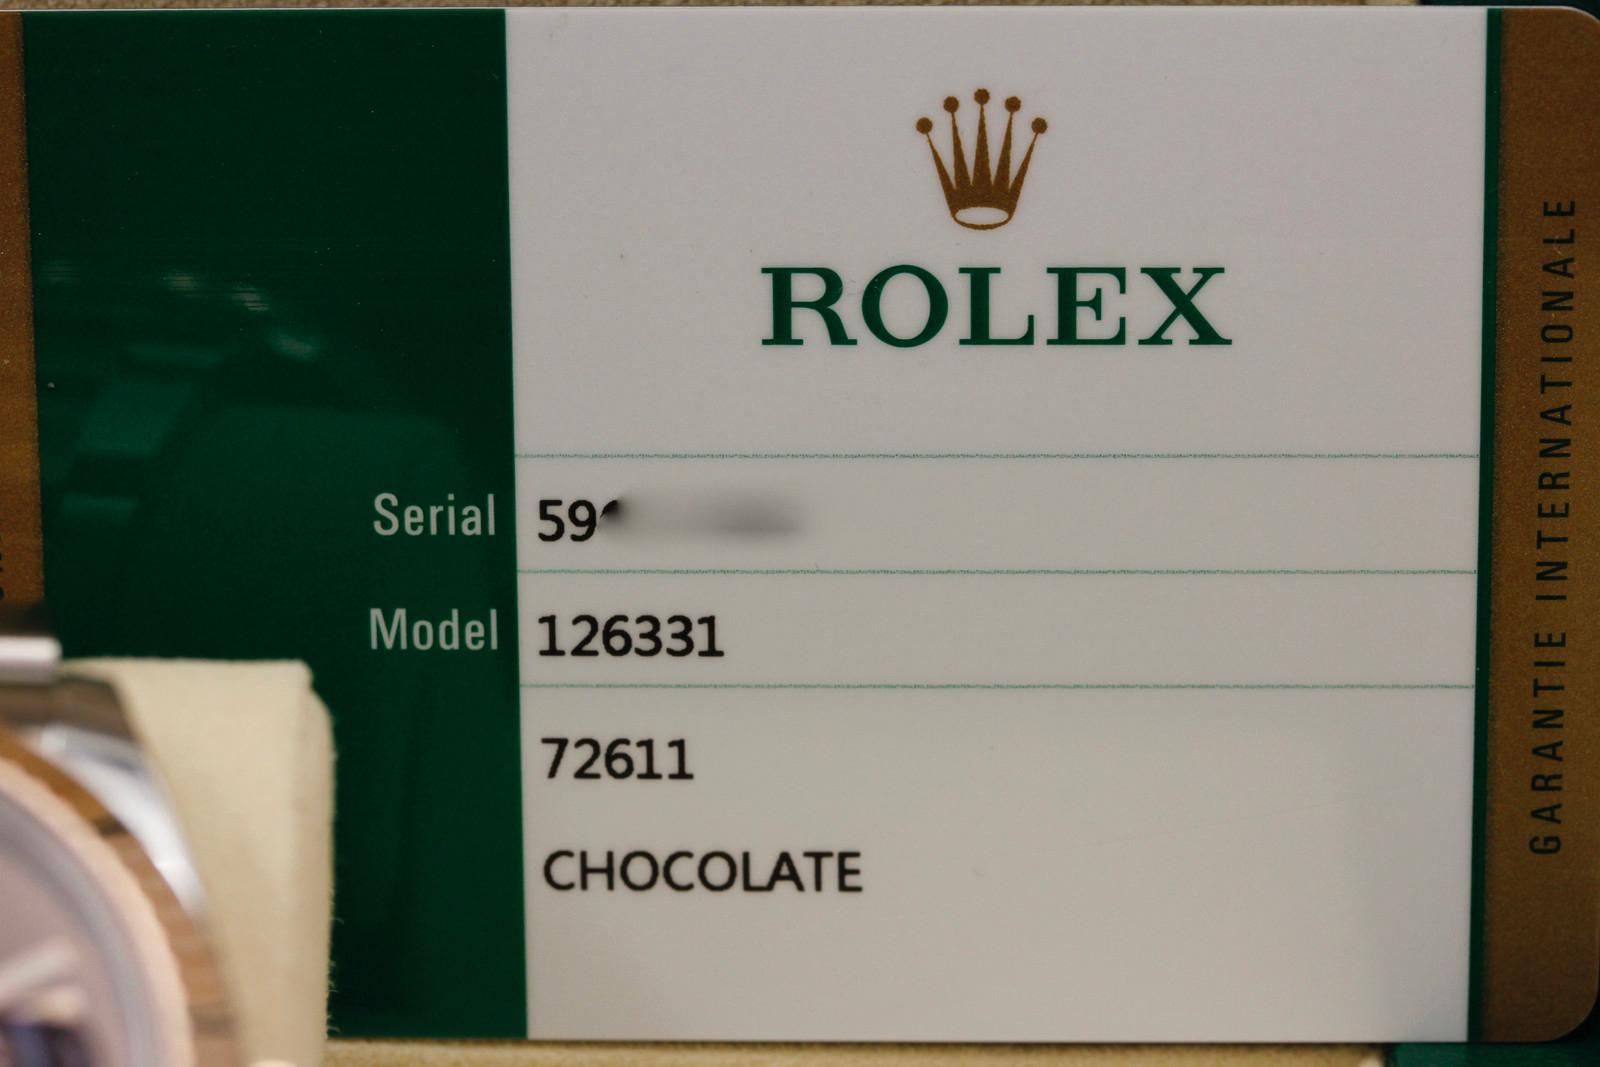 ROLEX
Serial 59
Model 126331
72611
CHOCOLATE
GARANTIE INTERNATIONALE